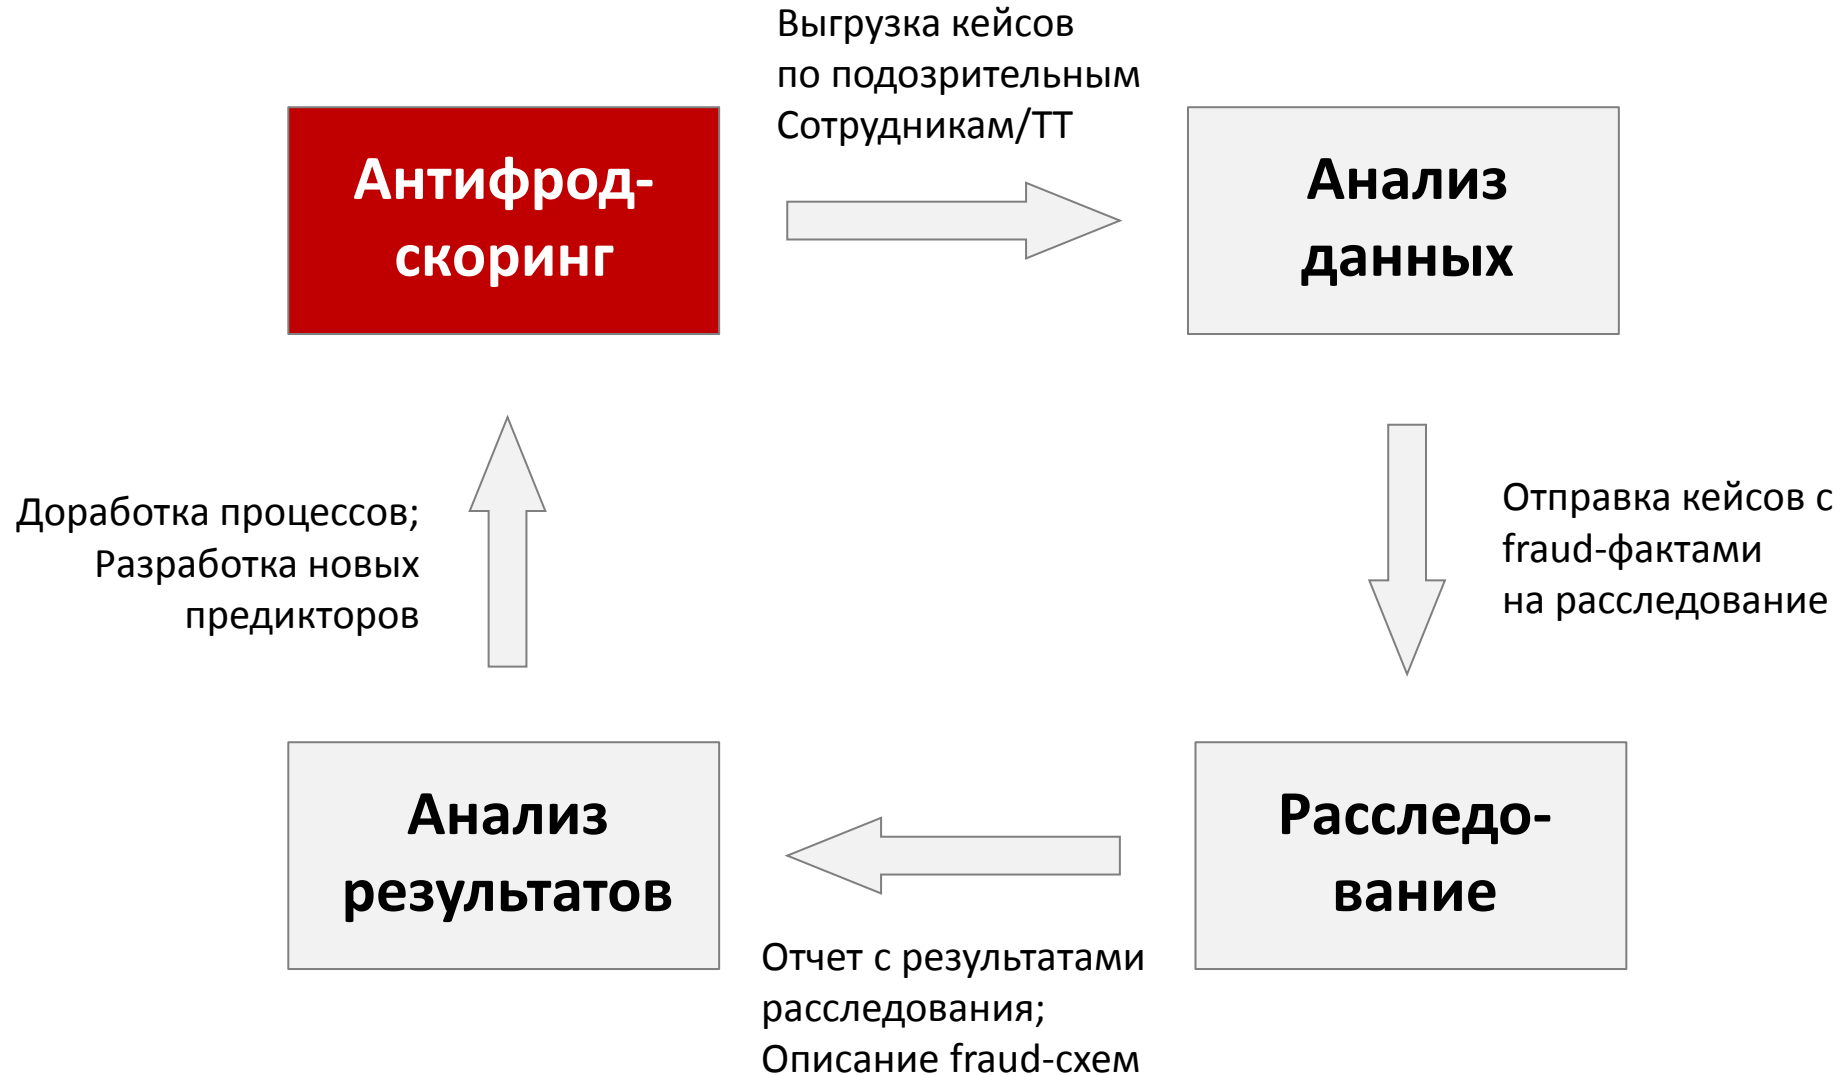 Выгрузка кейсов
по подозрительным
Сотрудникам/ТТ
Антифрод-
скоринг
Анализ
данных
Доработка процессов;
Разработка новых
предикторов
Отправка кейсов с
fraud-фактами
на расследование
Анализ
результатов
Расследо-
вание
Отчет с результатами
расследования;
Описание fraud-схем